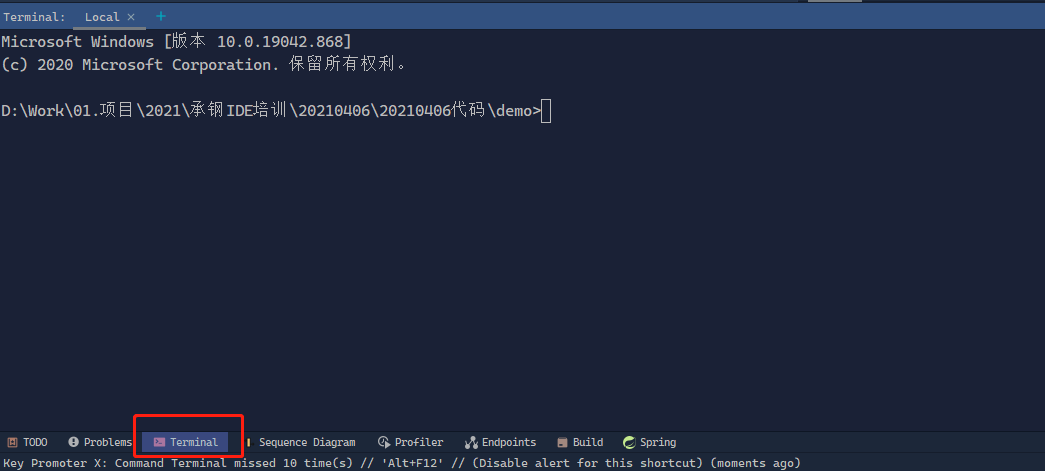 Terminal: Local × +
Microsoft Windows [版本 10.0.19042.868]
(c) 2020 Microsoft Corporation. 保留所有权利。
D:\Work\01.项目\2021\承钢IDE培训\20210406\20210406代码\demo>
TODO Problems Terminal Sequence Diagram Profiler Endpoints Build Spring
Key Promoter X: Command Terminal missed 10 time(s) // 'Alt+F12' // (Disable alert for this shortcut) (moments ago)